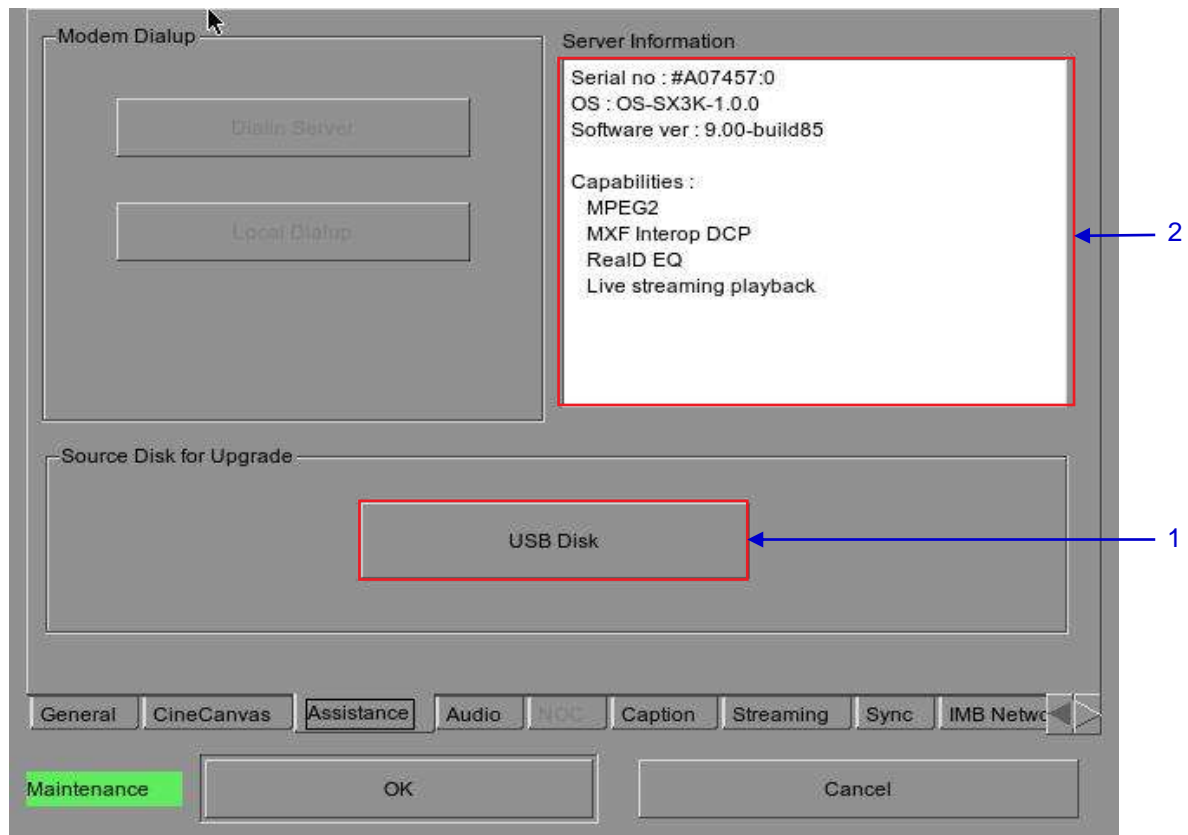 Modem Dialup
Dialin Server
Local Dialup
Server Information
Serial no : #A07457:0
OS : OS-SX3K-1.0.0
Software ver : 9.00-build85
Capabilities :
MPEG2
MXF Interop DCP
RealD EQ
Live streaming playback
2
Source Disk for Upgrade
USB Disk
1
General CineCanvas Assistance Audio NOC Caption Streaming Sync IMB Netwo
Maintenance OK Cancel